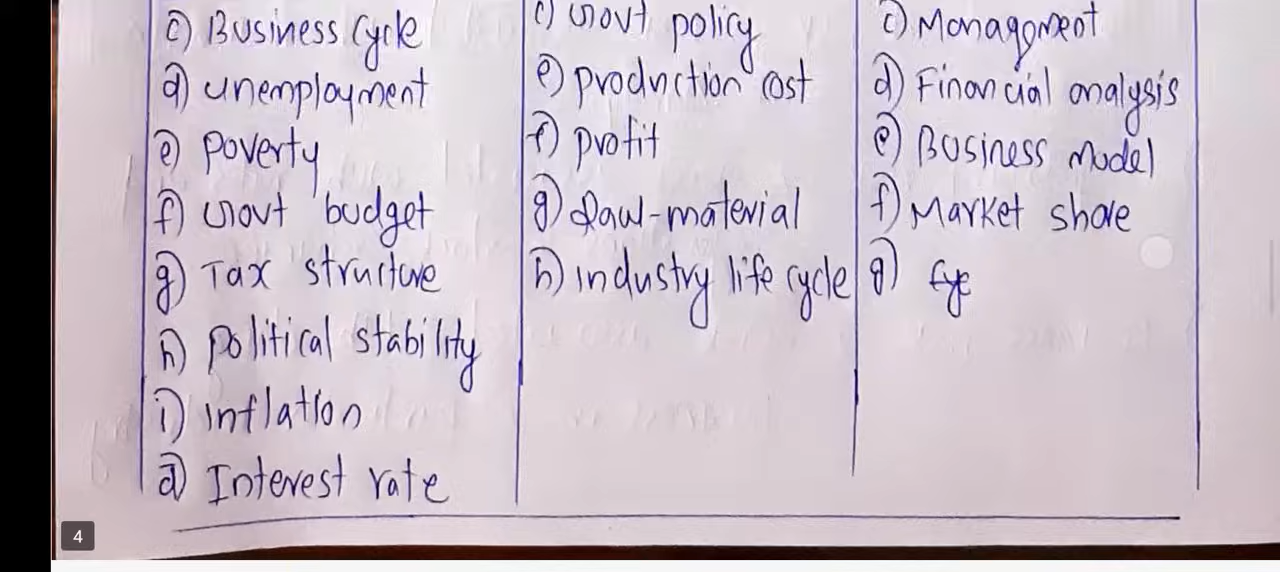 c) Business Cycle
d) unemployment
e) Poverty
f) Govt budget
g) Tax structure
h) Political stability
i) inflation
d) Interest rate
c) Govt policy
e) production cost
f) profit
g) Raw-material
h) industry life cycle
c) Managgment
d) Financial analysis
e) Business Model
f) Market share
g)
4